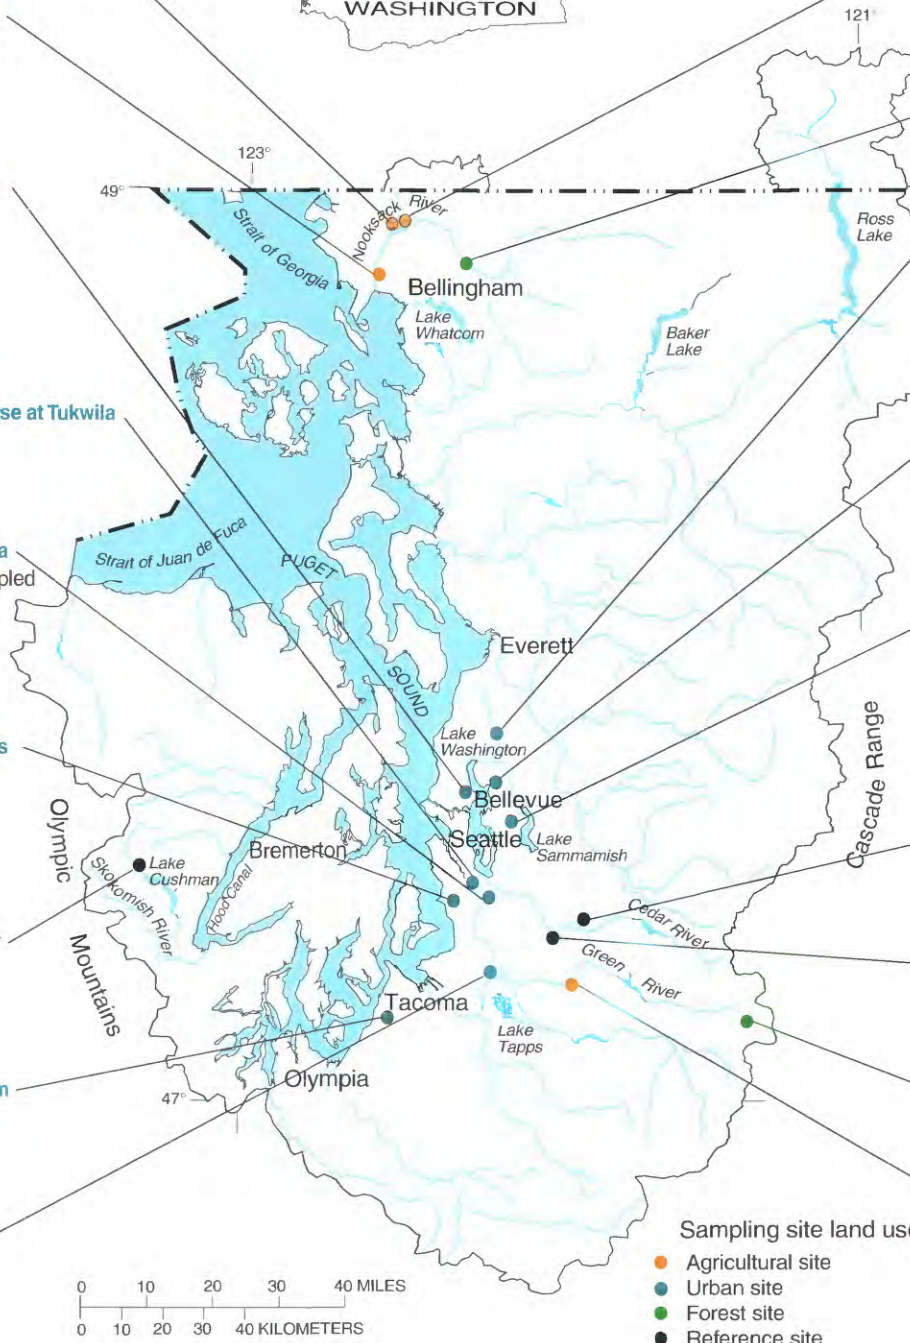 WASHINGTON
121°
123°
49°
Nooksack River
Strait of Georgia
Ross
Lake
Bellingham
Lake
Whatcom
Baker
Lake
se at Tukwila
Strait of Juan de Fuca
a
pled
PUGET
SOUND
Everett
Lake
Washington
s
Bellevue
Seattle
Lake
Sammamish
Cascade Range
Bremerton
Olympic
Mountains
Lake
Cushman
Skokomish River
Hood Canal
Cedar River
Green River
Tacoma
Lake
Tapps
Olympia
n
47°
Sampling site land use
Agricultural site
Urban site
Forest site
Reference site
0 10 20 30 40 MILES
0 10 20 30 40 KILOMETERS